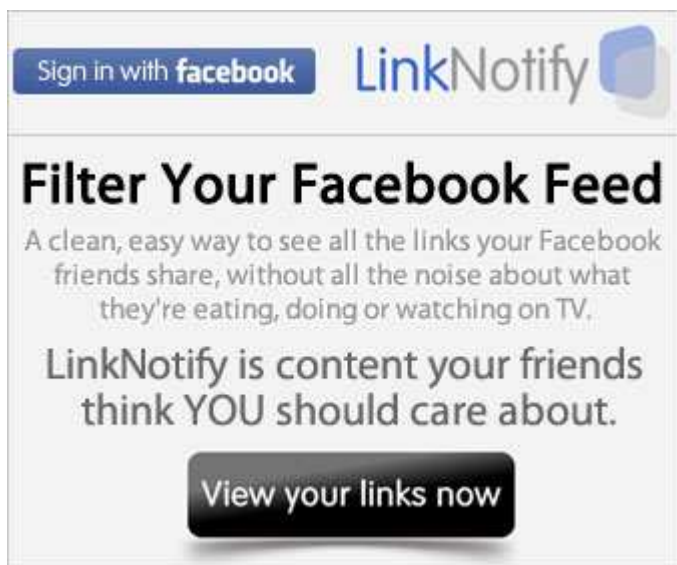 Sign in with facebook
LinkNotify
Filter Your Facebook Feed
A clean, easy way to see all the links your Facebook
friends share, without all the noise about what
they're eating, doing or watching on TV.
LinkNotify is content your friends
think YOU should care about.
View your links now